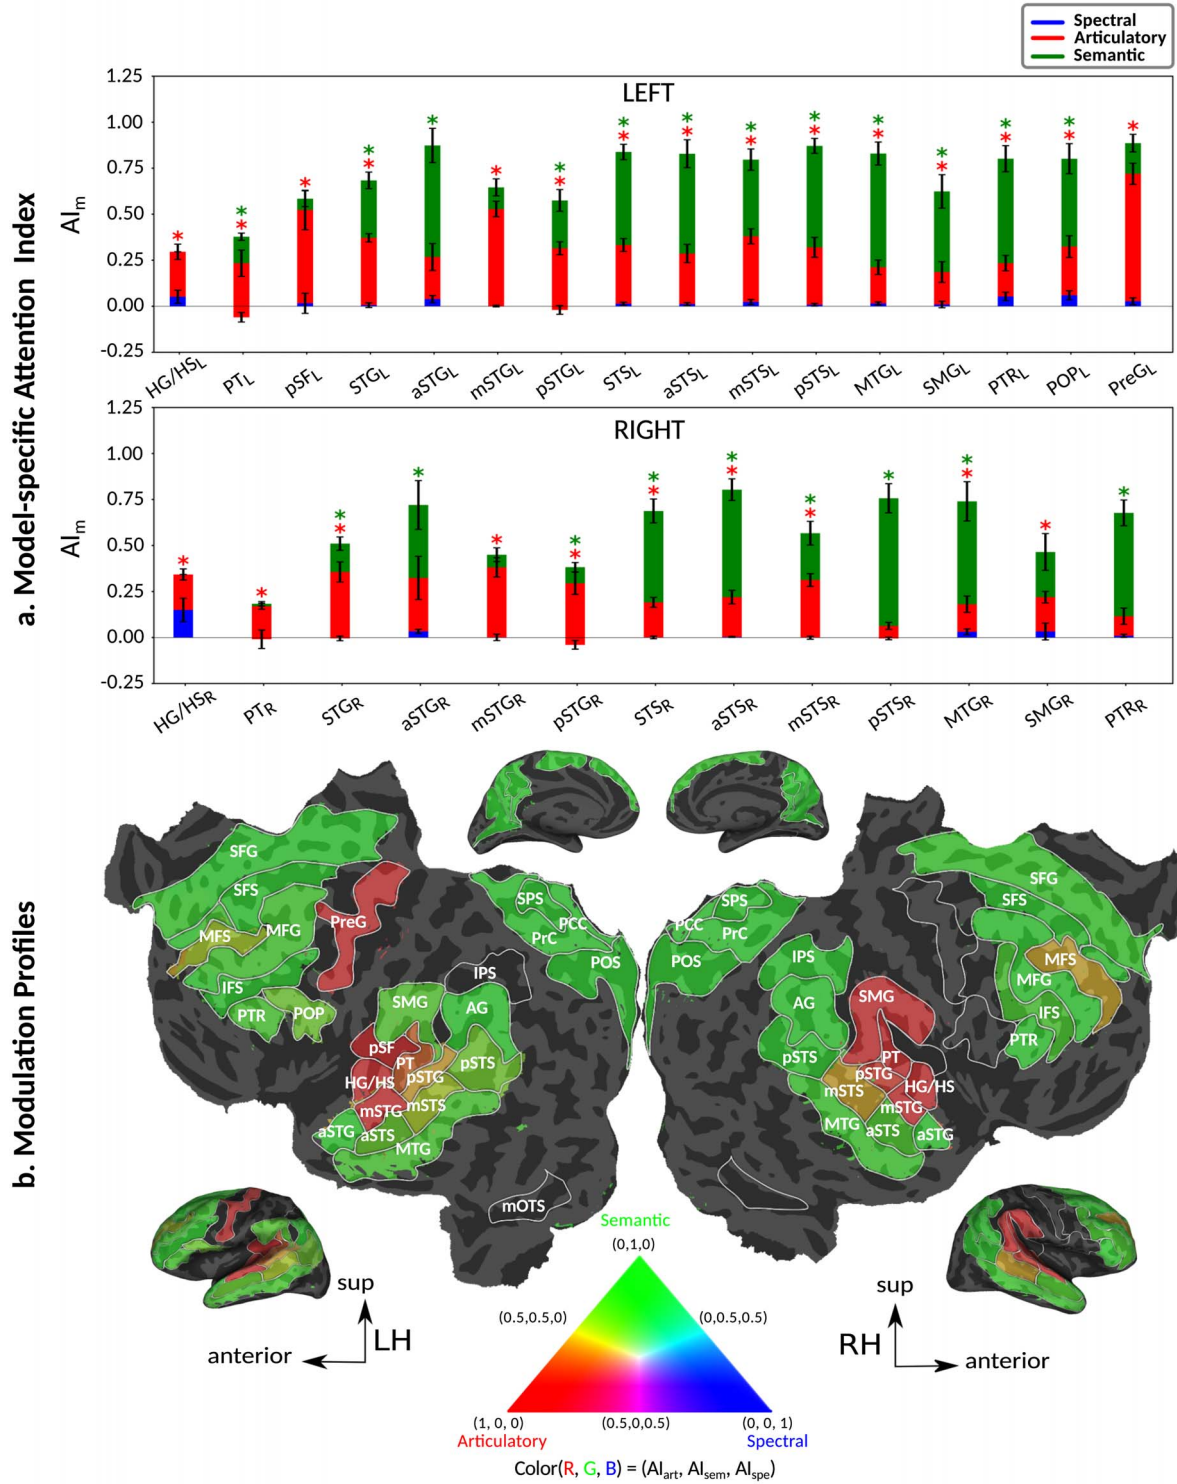 Spectral
Articulatory
Semantic
a. Model-specific Attention Index
LEFT
AIm
1.25
1.00
0.75
0.50
0.25
0.00
-0.25
* * * * * * * * * * * * * * * *
* * * * * * * * * * * *
HG/HSL PTL pSFL STGL aSTGL mSTGL pSTGL STSL aSTSL mSTSL pSTSL MTGL SMGL PTRL POPL PreGL
RIGHT
AIm
1.25
1.00
0.75
0.50
0.25
0.00
-0.25
* * * * * * * * * * * * *
* * * * * *
HG/HSR PTR STGR aSTGR mSTGR pSTGR STSR aSTSR mSTSR pSTSR MTGR SMGR PTRR
b. Modulation Profiles
SFG
SFS
MFS
MFG
PreG
IFS
PTR
POP
SPS
PCC
PrC
POS
IPS
SMG
AG
pSF
PT
pSTG
pSTS
HG/HS
mSTG
mSTS
aSTG
aSTS
MTG
mOTS
SPS
PCC
PrC
POS
IPS
AG
SMG
pSTS
PT
pSTG
mSTS
HG/HS
mSTG
MTG
aSTS
aSTG
SFG
SFS
MFS
MFG
IFS
PTR
sup
LH
anterior
Semantic
(0,1,0)
(0.5,0.5,0)
(0,0.5,0.5)
(1, 0, 0)
(0.5,0,0.5)
(0, 0, 1)
Articulatory
Spectral
Color(R, G, B) = (AIart, AIsem, AIspe)
sup
RH
anterior